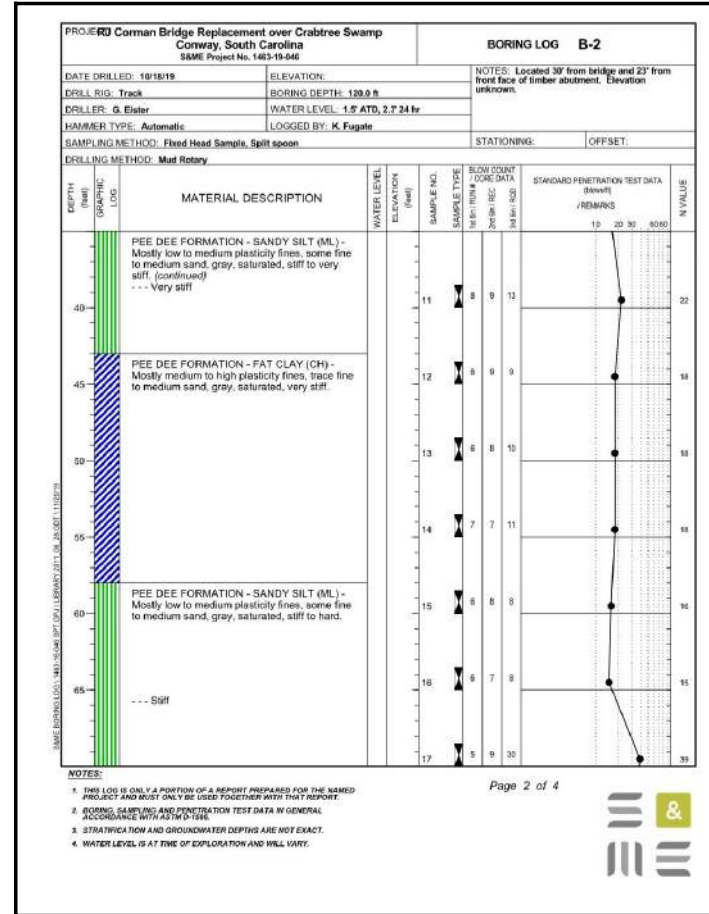 PROJECT: RJ Corman Bridge Replacement over Crabtree Swamp
Conway, South Carolina
S&ME Project No. 1463-19-046
BORING LOG B-2
DATE DRILLED: 10/18/19
ELEVATION:
NOTES: Located 30' from bridge and 23' from
front face of timber abutment. Elevation
unknown.
DRILL RIG: Track
BORING DEPTH: 120.0 ft
DRILLER: G. Eister
WATER LEVEL: 1.5' ATD, 2.7' 24 hr
HAMMER TYPE: Automatic
LOGGED BY: K. Fugate
SAMPLING METHOD: Fixed Head Sample, Split spoon
STATIONING:
OFFSET:
DRILLING METHOD: Mud Rotary
DEPTH
(feet)
GRAPHIC
LOG
MATERIAL DESCRIPTION
WATER LEVEL
ELEVATION
(feet)
SAMPLE NO.
SAMPLE TYPE
BLOW COUNT
/ CORE DATA
1st 6in / RUN #
2nd 6in / REC
3rd 6in / RQD
STANDARD PENETRATION TEST DATA
(blows/ft)
/ REMARKS
10 20 30 60 80
N VALUE
PEE DEE FORMATION - SANDY SILT (ML) -
Mostly low to medium plasticity fines, some fine
to medium sand, gray, saturated, stiff to very
stiff. (continued)
- - - Very stiff
11 8 9 13 22
40
PEE DEE FORMATION - FAT CLAY (CH) -
Mostly medium to high plasticity fines, trace fine
to medium sand, gray, saturated, very stiff.
12 6 9 9 18
45
13 6 8 10 18
50
14 7 7 11 18
55
PEE DEE FORMATION - SANDY SILT (ML) -
Mostly low to medium plasticity fines, some fine
to medium sand, gray, saturated, stiff to hard.
15 6 8 8 16
60
16 6 7 8 15
65
- - - Stiff
17 5 9 30 39
NOTES:
1. THIS LOG IS ONLY A PORTION OF A REPORT PREPARED FOR THE NAMED
PROJECT AND MUST ONLY BE USED TOGETHER WITH THAT REPORT.
2. BORING, SAMPLING AND PENETRATION TEST DATA IN GENERAL
ACCORDANCE WITH ASTM D-1586.
3. STRATIFICATION AND GROUNDWATER DEPTHS ARE NOT EXACT.
4. WATER LEVEL IS AT TIME OF EXPLORATION AND WILL VARY.
Page 2 of 4
S &
ME